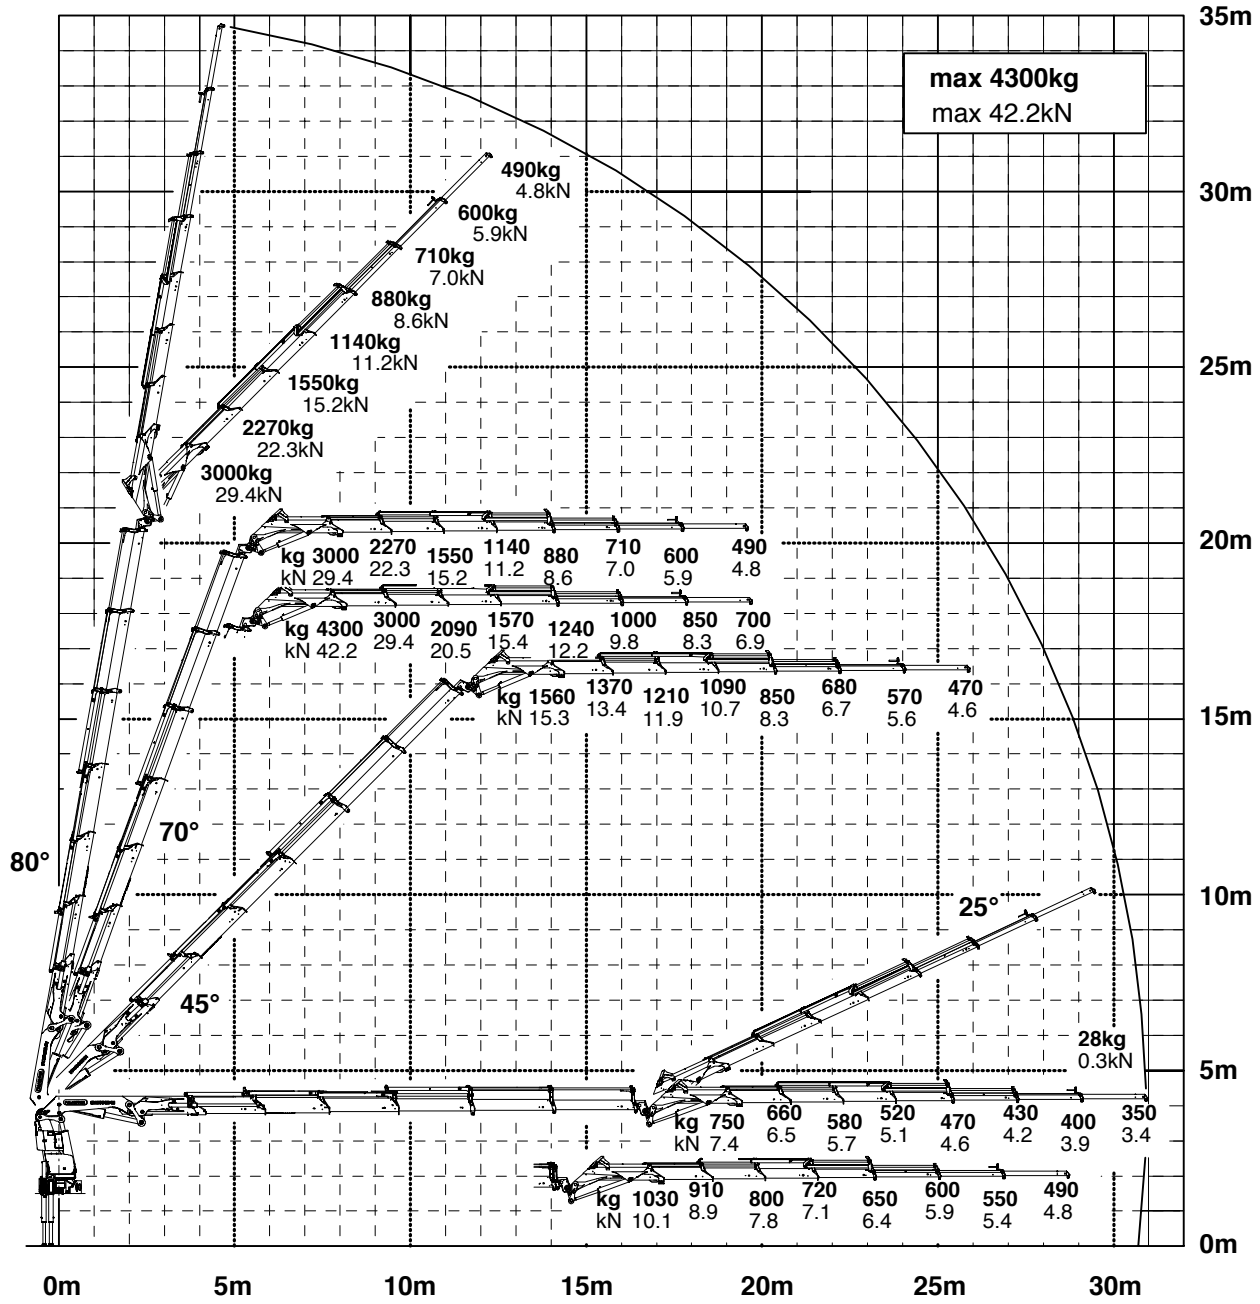 35m
max 4300kg
max 42.2kN
490kg
4.8kN
30m
600kg
5.9kN
710kg
7.0kN
880kg
8.6kN
1140kg
11.2kN
25m
1550kg
15.2kN
2270kg
22.3kN
3000kg
29.4kN
20m
kg 3000 2270 1550 1140 880 710 600 490
kN 29.4 22.3 15.2 11.2 8.6 7.0 5.9 4.8
kg 4300 3000 2090 1570 1240 1000 850 700
kN 42.2 29.4 20.5 15.4 12.2 9.8 8.3 6.9
kg 1560 1370 1210 1090 850 680 570 470
kN 15.3 13.4 11.9 10.7 8.3 6.7 5.6 4.6
15m
70°
80°
10m
25°
45°
28kg
0.3kN
5m
kg 750 660 580 520 470 430 400 350
kN 7.4 6.5 5.7 5.1 4.6 4.2 3.9 3.4
kg 1030 910 800 720 650 600 550 490
kN 10.1 8.9 7.8 7.1 6.4 5.9 5.4 4.8
0m
0m 5m 10m 15m 20m 25m 30m